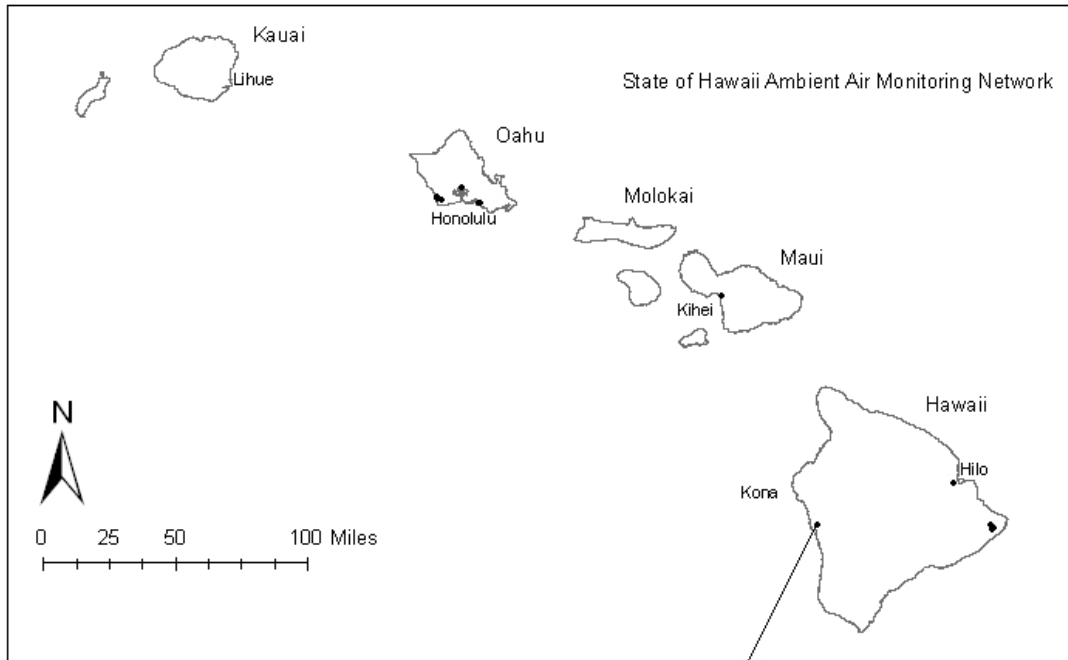 Kauai
Lihue
State of Hawaii Ambient Air Monitoring Network
Oahu
Honolulu
Molokai
Maui
Kihei
Hawaii
Hilo
Kona
N
0 25 50 100 Miles